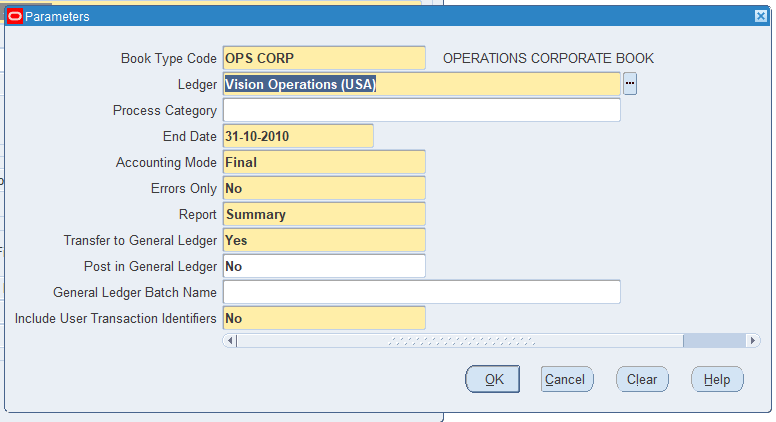 Parameters
Book Type Code OPS CORP OPERATIONS CORPORATE BOOK
Ledger Vision Operations (USA) ...
Process Category
End Date 31-10-2010
Accounting Mode Final
Errors Only No
Report Summary
Transfer to General Ledger Yes
Post in General Ledger No
General Ledger Batch Name
Include User Transaction Identifiers No
OK Cancel Clear Help